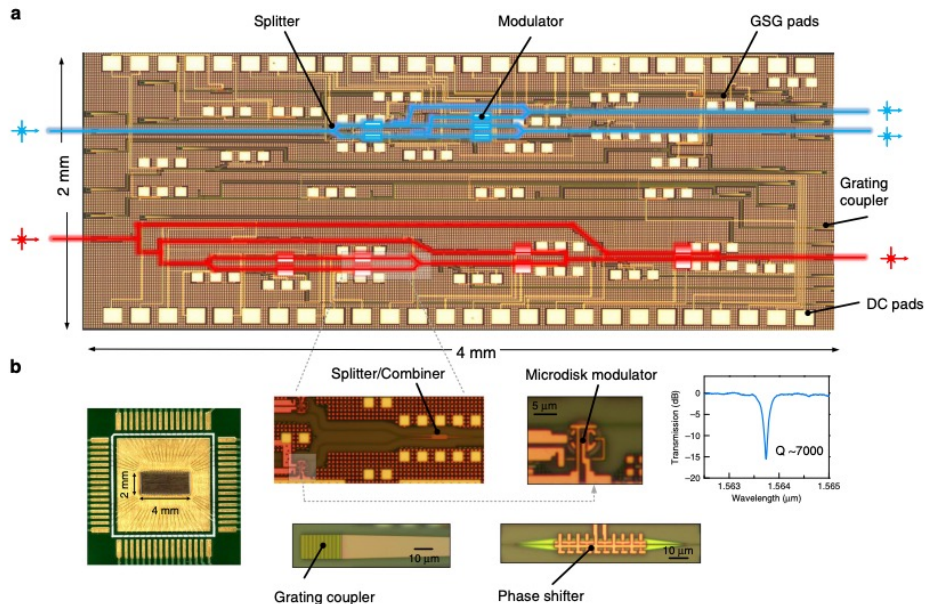 a
Splitter
Modulator
GSG pads
2 mm
Grating
coupler
DC pads
4 mm
b
Splitter/Combiner
Microdisk modulator
5 μm
2 mm
4 mm
Transmission (dB)
0
−5
−10
−15
−20
Q ~7000
1.563
1.564
1.565
Wavelength (μm)
10 μm
10 μm
Grating coupler
Phase shifter